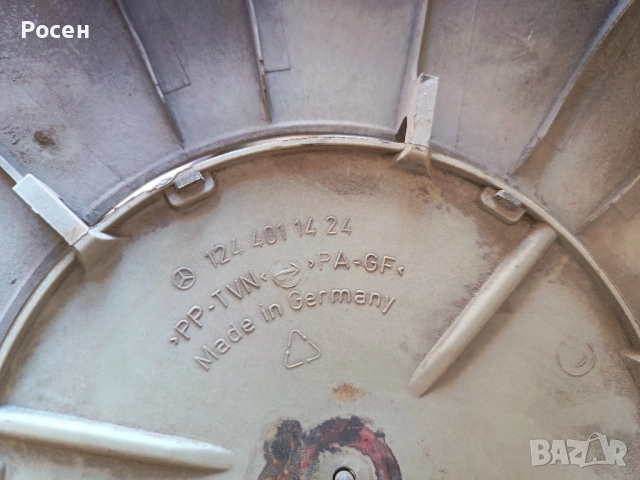 Росен
124 401 14 24
>PP-TVN< >PA-GF<
Made in Germany
BAZAR